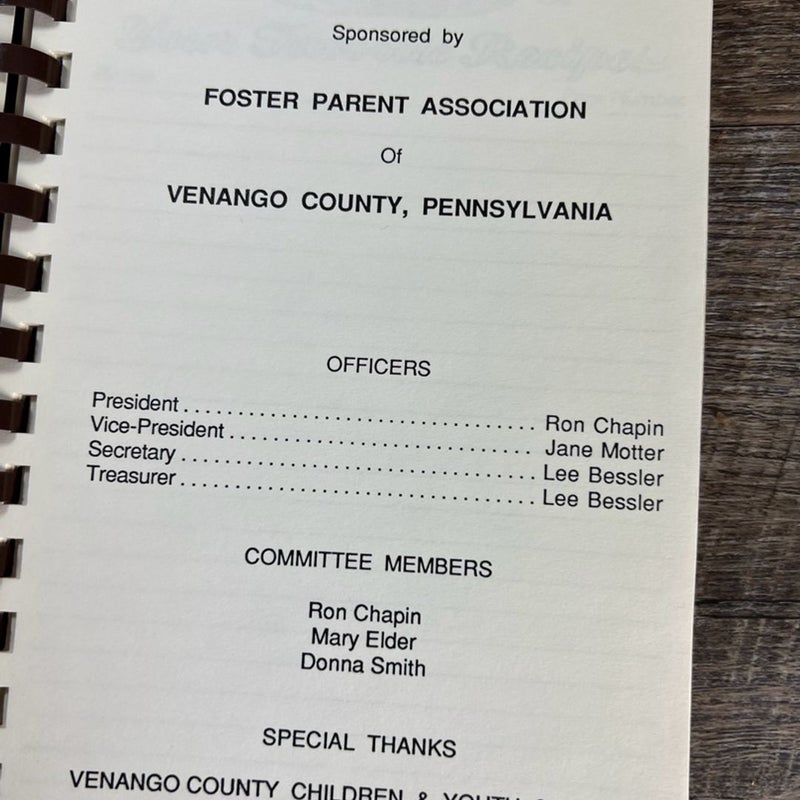 Sponsored by
FOSTER PARENT ASSOCIATION
Of
VENANGO COUNTY, PENNSYLVANIA
OFFICERS
President ................................ Ron Chapin
Vice-President ............................ Jane Motter
Secretary ................................ Lee Bessler
Treasurer ................................ Lee Bessler
COMMITTEE MEMBERS
Ron Chapin
Mary Elder
Donna Smith
SPECIAL THANKS
VENANGO COUNTY CHILDREN & YOUTH